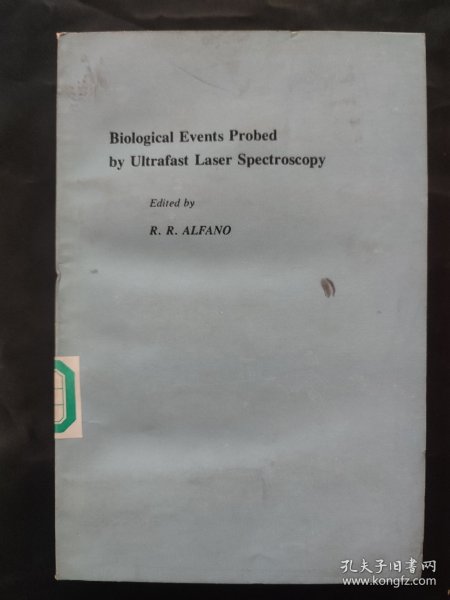 Biological Events Probed
by Ultrafast Laser Spectroscopy
Edited by
R. R. ALFANO
孔夫子旧书网
www.kongfz.com